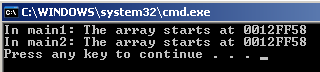 C:\WINDOWS\system32\cmd.exe
In main1: The array starts at 0012FF58
In main2: The array starts at 0012FF58
Press any key to continue . . .